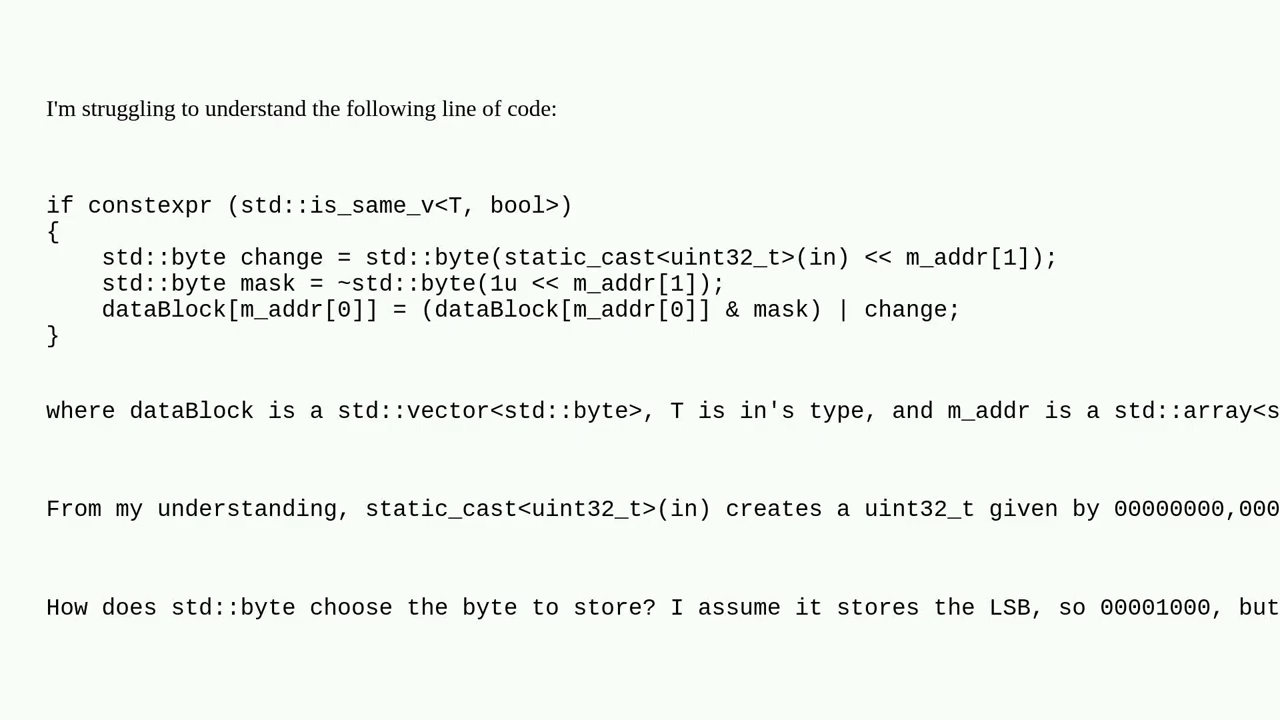 I'm struggling to understand the following line of code:
if constexpr (std::is_same_v<T, bool>)
{
    std::byte change = std::byte(static_cast<uint32_t>(in) << m_addr[1]);
    std::byte mask = ~std::byte(1u << m_addr[1]);
    dataBlock[m_addr[0]] = (dataBlock[m_addr[0]] & mask) | change;
}
where dataBlock is a std::vector<std::byte>, T is in's type, and m_addr is a std::array<s
From my understanding, static_cast<uint32_t>(in) creates a uint32_t given by 00000000,000
How does std::byte choose the byte to store? I assume it stores the LSB, so 00001000, but